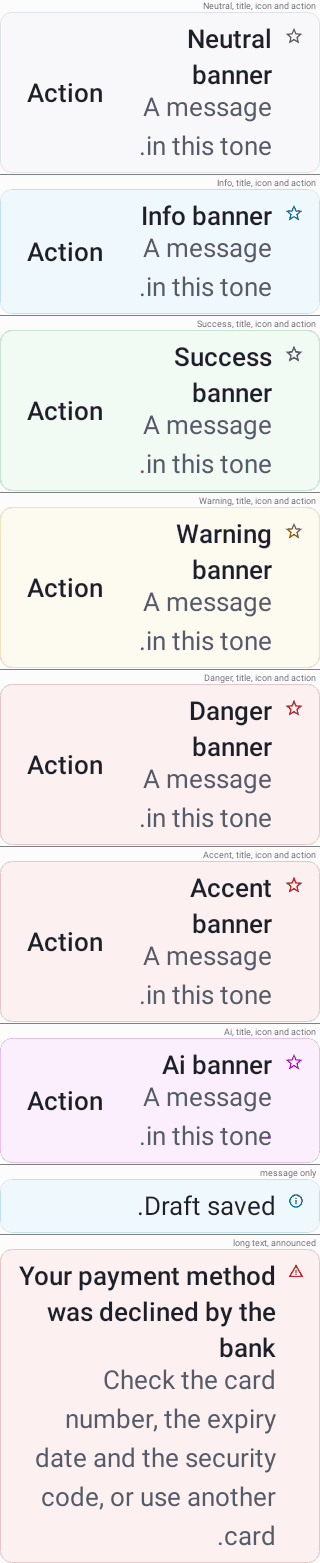 Neutral, title, icon and action
Neutral
banner
A message
.in this tone
Action
Info, title, icon and action
Info banner
A message
.in this tone
Action
Success, title, icon and action
Success
banner
A message
.in this tone
Action
Warning, title, icon and action
Warning
banner
A message
.in this tone
Action
Danger, title, icon and action
Danger
banner
A message
.in this tone
Action
Accent, title, icon and action
Accent
banner
A message
.in this tone
Action
Ai, title, icon and action
Ai banner
A message
.in this tone
Action
message only
.Draft saved
long text, announced
Your payment method
was declined by the
bank
Check the card
number, the expiry
date and the security
code, or use another
.card